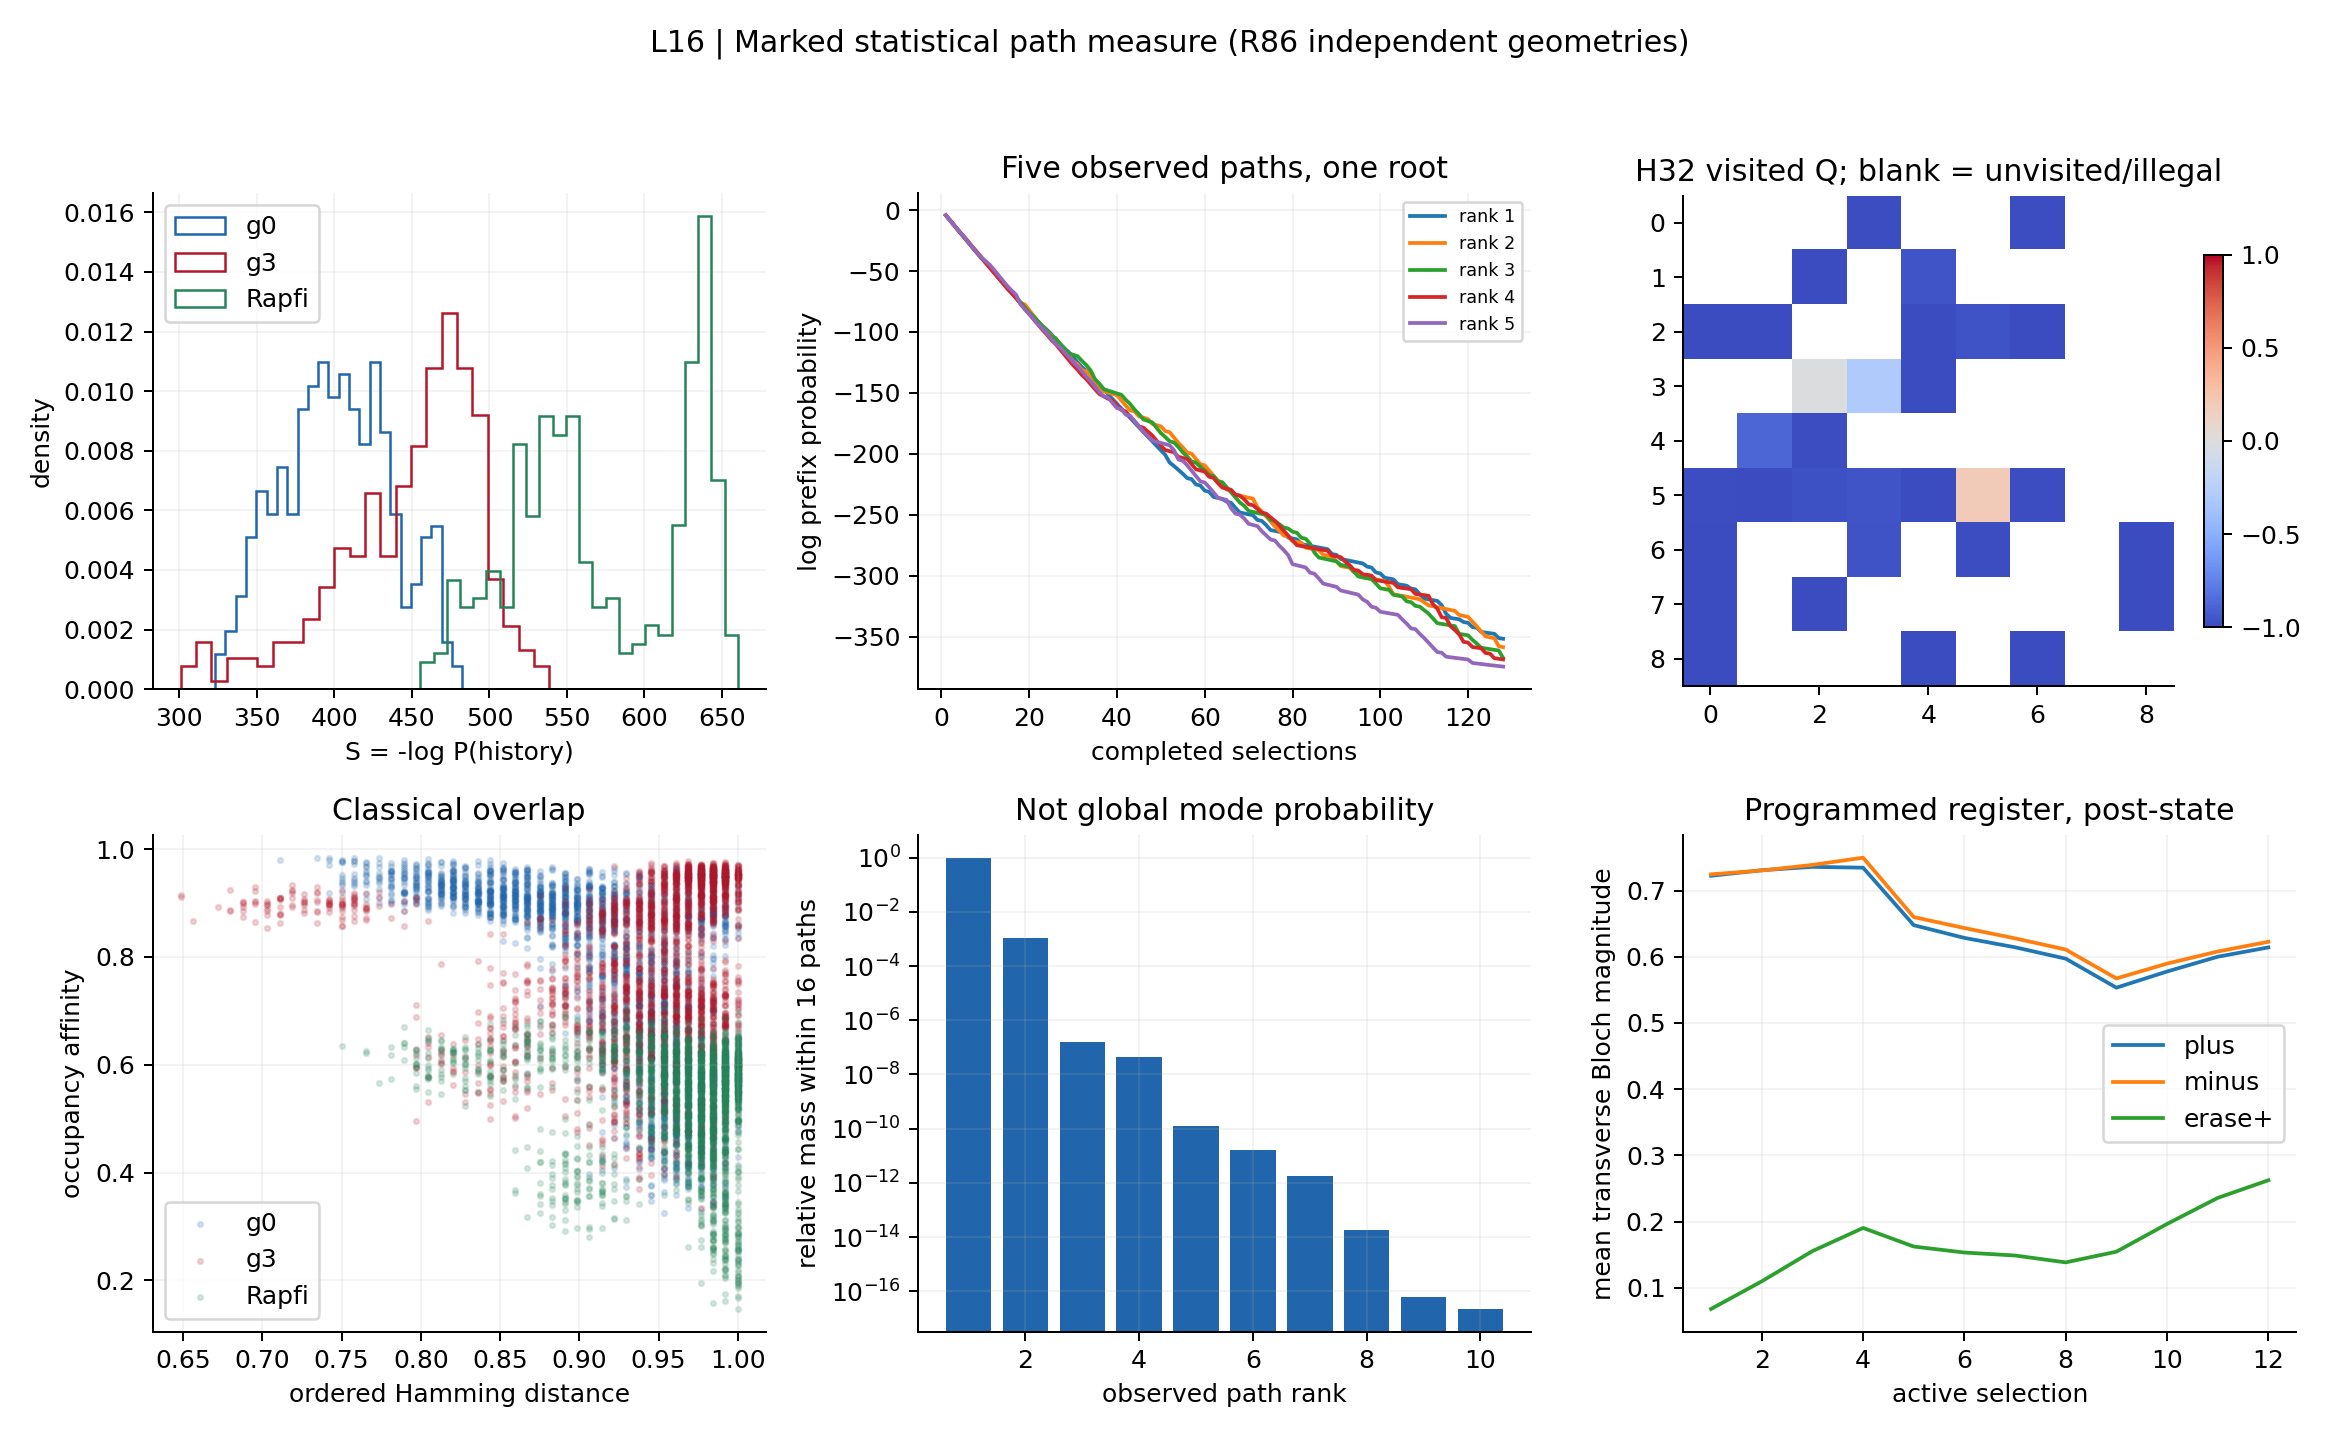 L16 | Marked statistical path measure (R86 independent geometries)
0.016
0.014
0.012
0.010
0.008
0.006
0.004
0.002
0.000
density
g0
g3
Rapfi
300 350 400 450 500 550 600 650
S = -log P(history)
Five observed paths, one root
0
−50
−100
−150
−200
−250
−300
−350
log prefix probability
rank 1
rank 2
rank 3
rank 4
rank 5
0 20 40 60 80 100 120
completed selections
H32 visited Q; blank = unvisited/illegal
0
1
2
3
4
5
6
7
8
0 2 4 6 8
1.0
0.5
0.0
−0.5
−1.0
Classical overlap
1.0
0.8
0.6
0.4
0.2
occupancy affinity
g0
g3
Rapfi
0.65 0.70 0.75 0.80 0.85 0.90 0.95 1.00
ordered Hamming distance
Not global mode probability
10⁰
10⁻²
10⁻⁴
10⁻⁶
10⁻⁸
10⁻¹⁰
10⁻¹²
10⁻¹⁴
10⁻¹⁶
relative mass within 16 paths
2 4 6 8 10
observed path rank
Programmed register, post-state
0.7
0.6
0.5
0.4
0.3
0.2
0.1
mean transverse Bloch magnitude
plus
minus
erase+
2 4 6 8 10 12
active selection